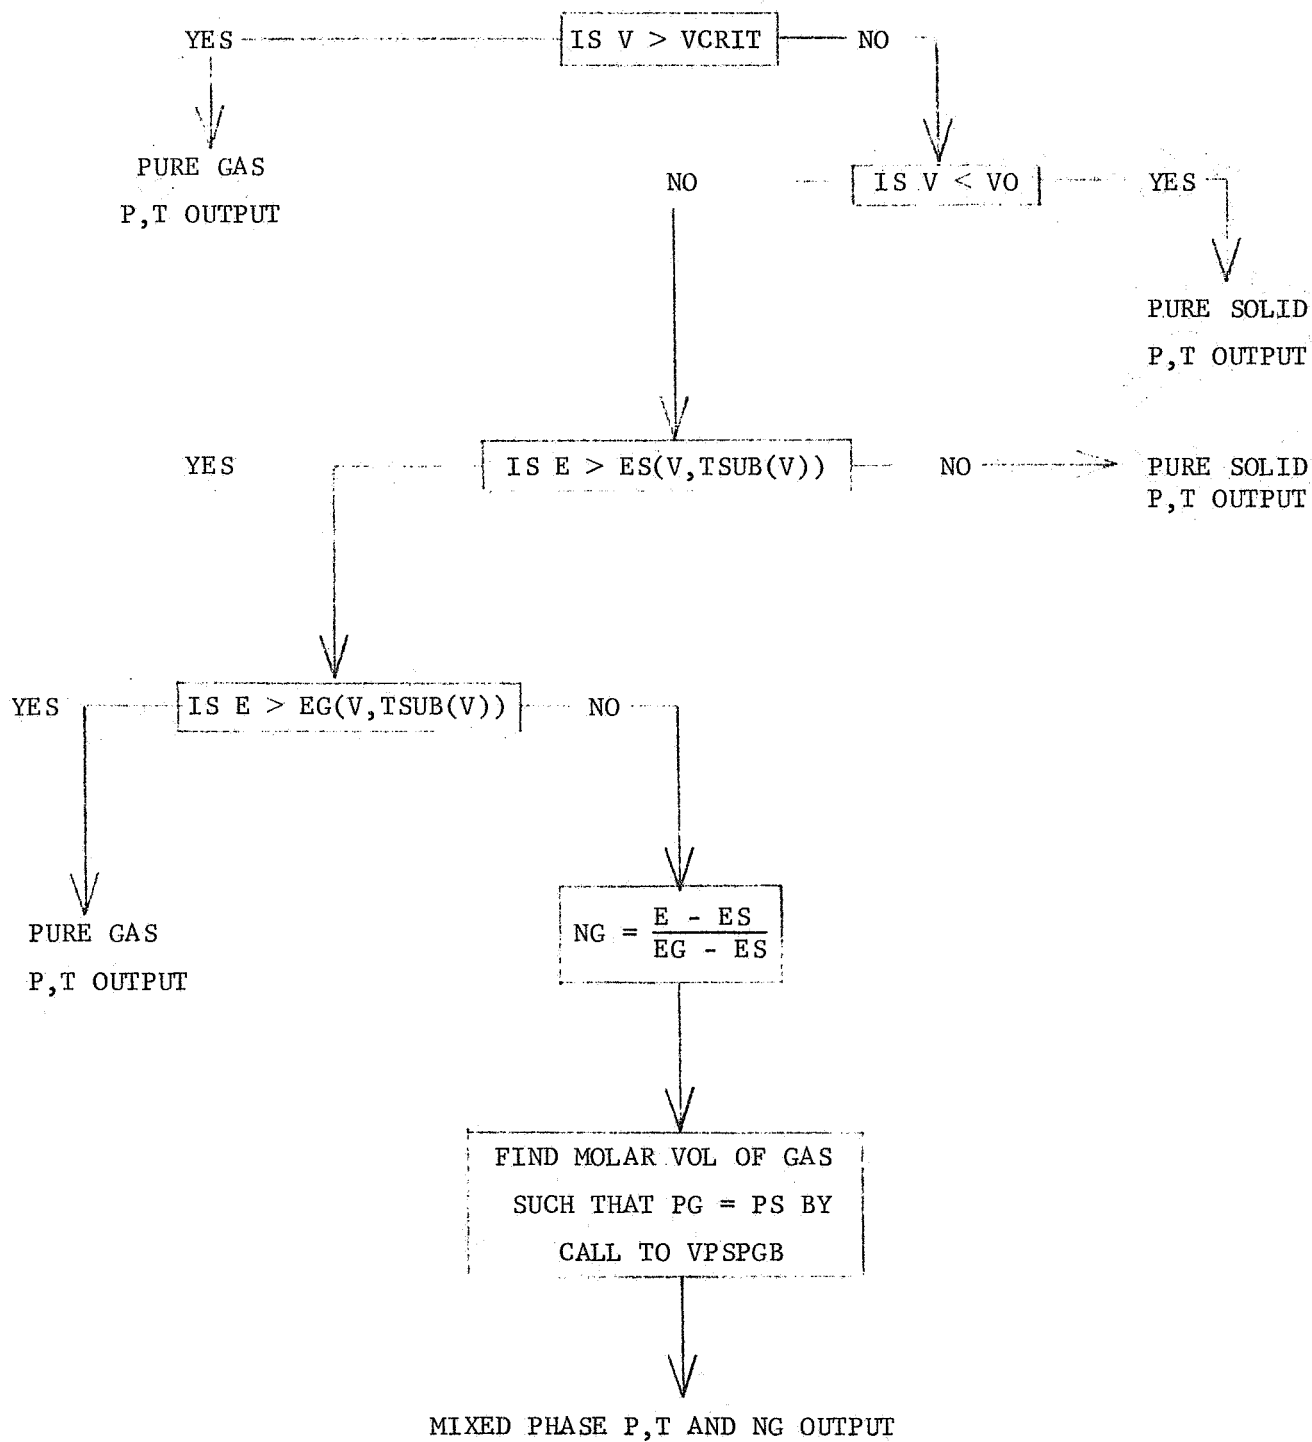 YES IS V > VCRIT NO
PURE GAS
P,T OUTPUT
NO IS V < VO YES
PURE SOLID
P,T OUTPUT
YES IS E > ES(V,TSUB(V)) NO PURE SOLID
P,T OUTPUT
YES IS E > EG(V,TSUB(V)) NO
PURE GAS
P,T OUTPUT
NG = E - ES
EG - ES
FIND MOLAR VOL OF GAS
SUCH THAT PG = PS BY
CALL TO VPSPGB
MIXED PHASE P,T AND NG OUTPUT